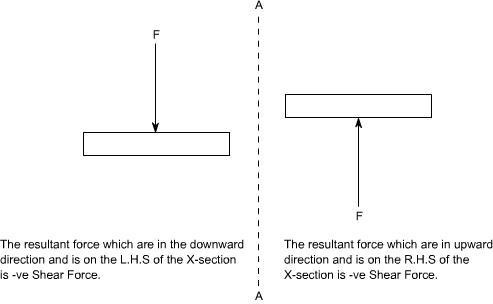 A
F
F
The resultant force which are in the downward
direction and is on the L.H.S of the X-section
is -ve Shear Force.
The resultant force which are in upward
direction and is on the R.H.S of the
X-section is -ve Shear Force.
A